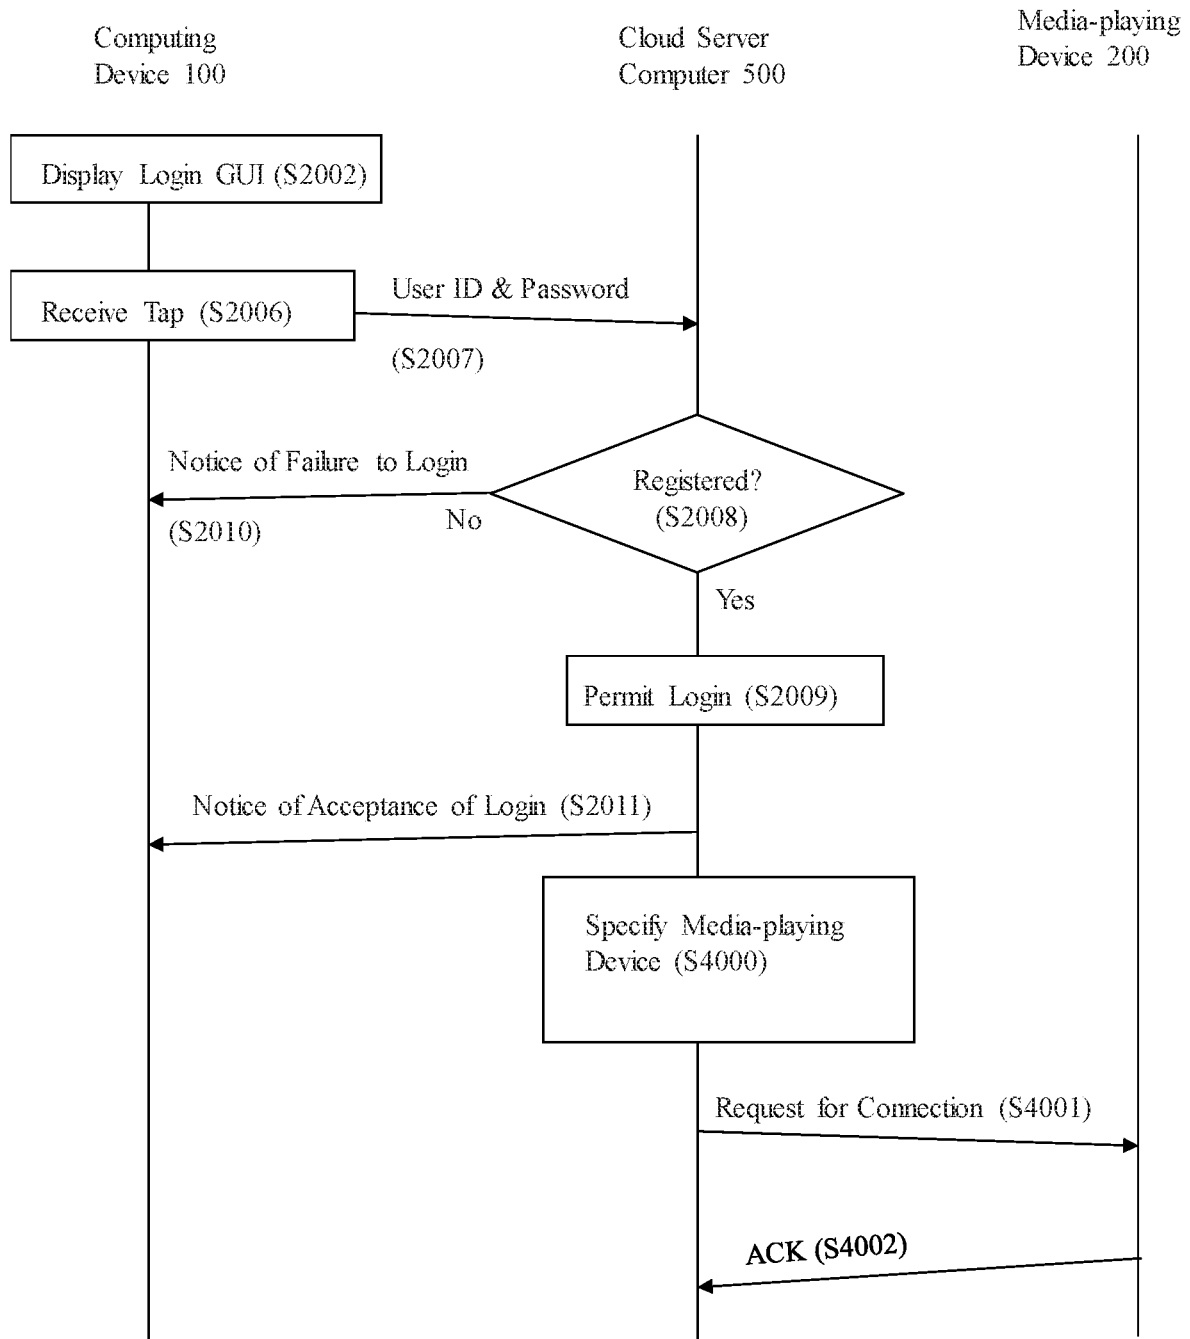 Computing
Device 100
Cloud Server
Computer 500
Media-playing
Device 200
Display Login GUI (S2002)
Receive Tap (S2006)
User ID & Password
(S2007)
Notice of Failure to Login
(S2010)
No
Registered?
(S2008)
Yes
Permit Login (S2009)
Notice of Acceptance of Login (S2011)
Specify Media-playing
Device (S4000)
Request for Connection (S4001)
ACK (S4002)